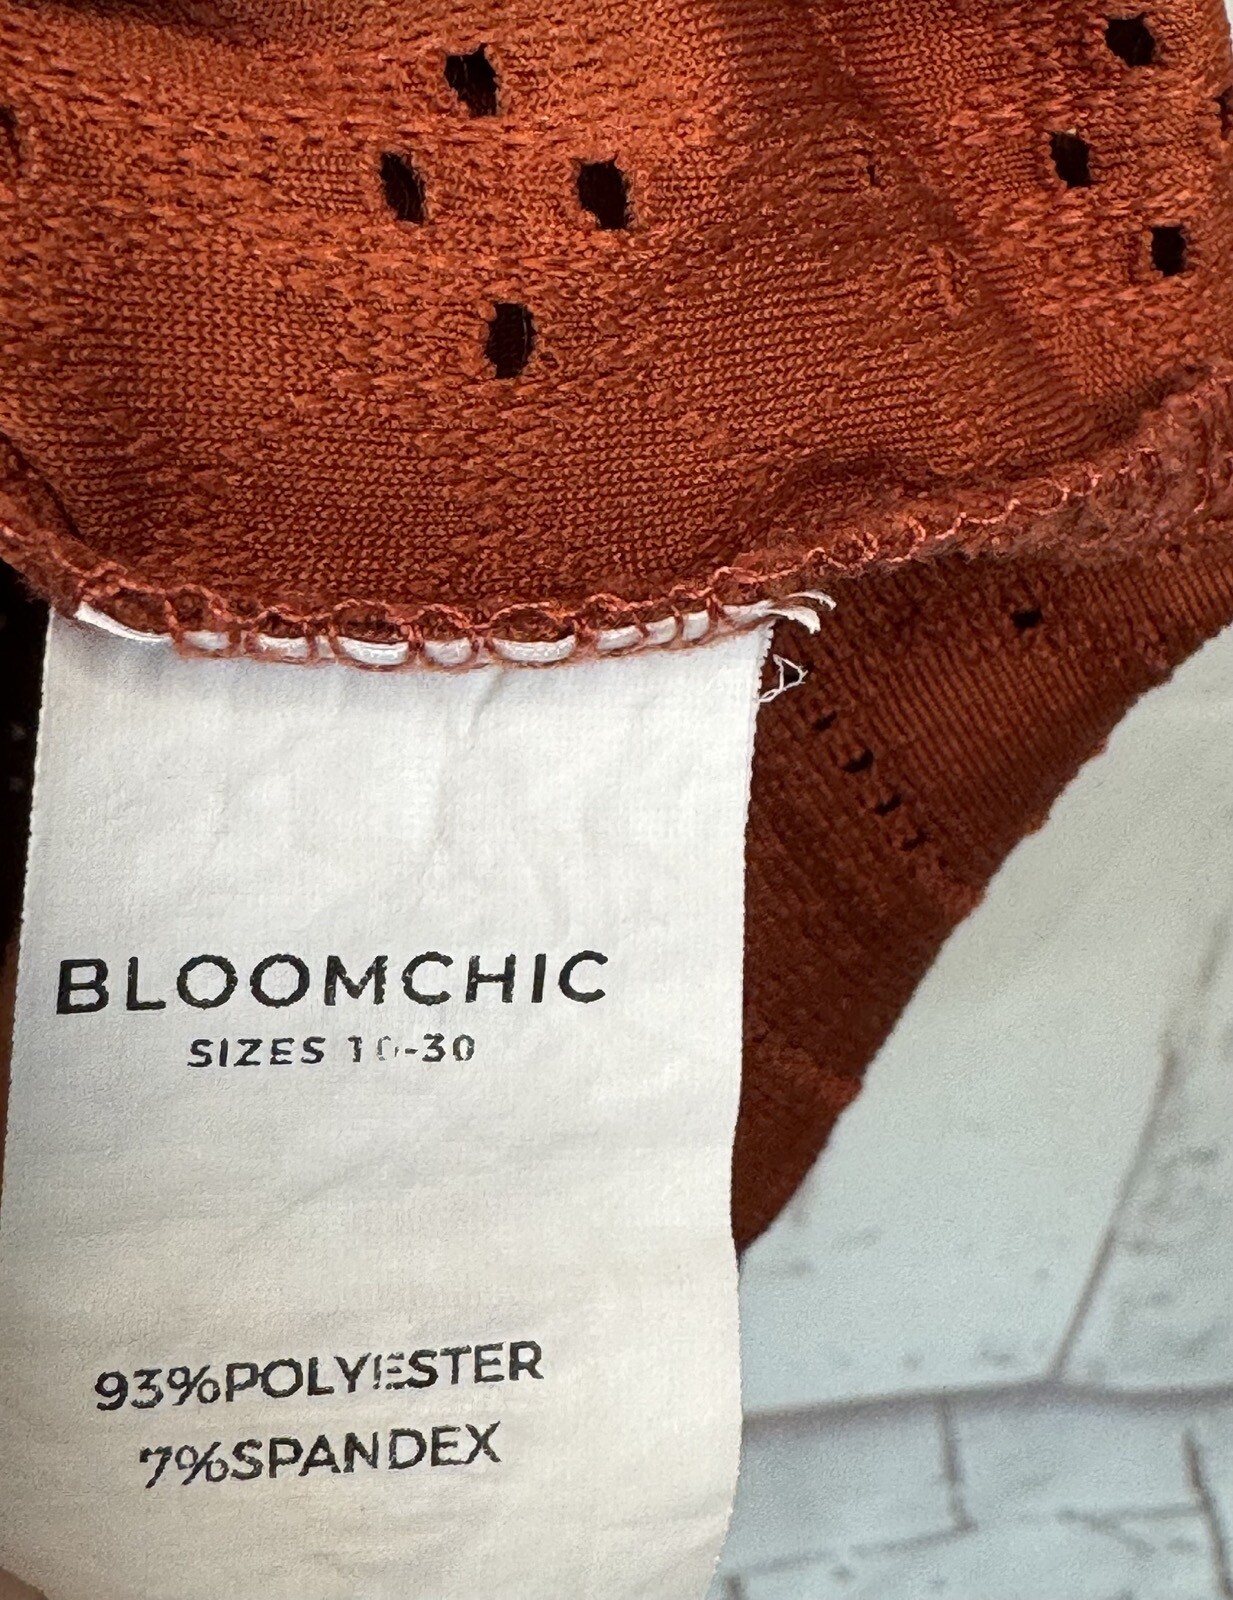 BLOOMCHIC
SIZES 10-30
93%POLYESTER
7%SPANDEX